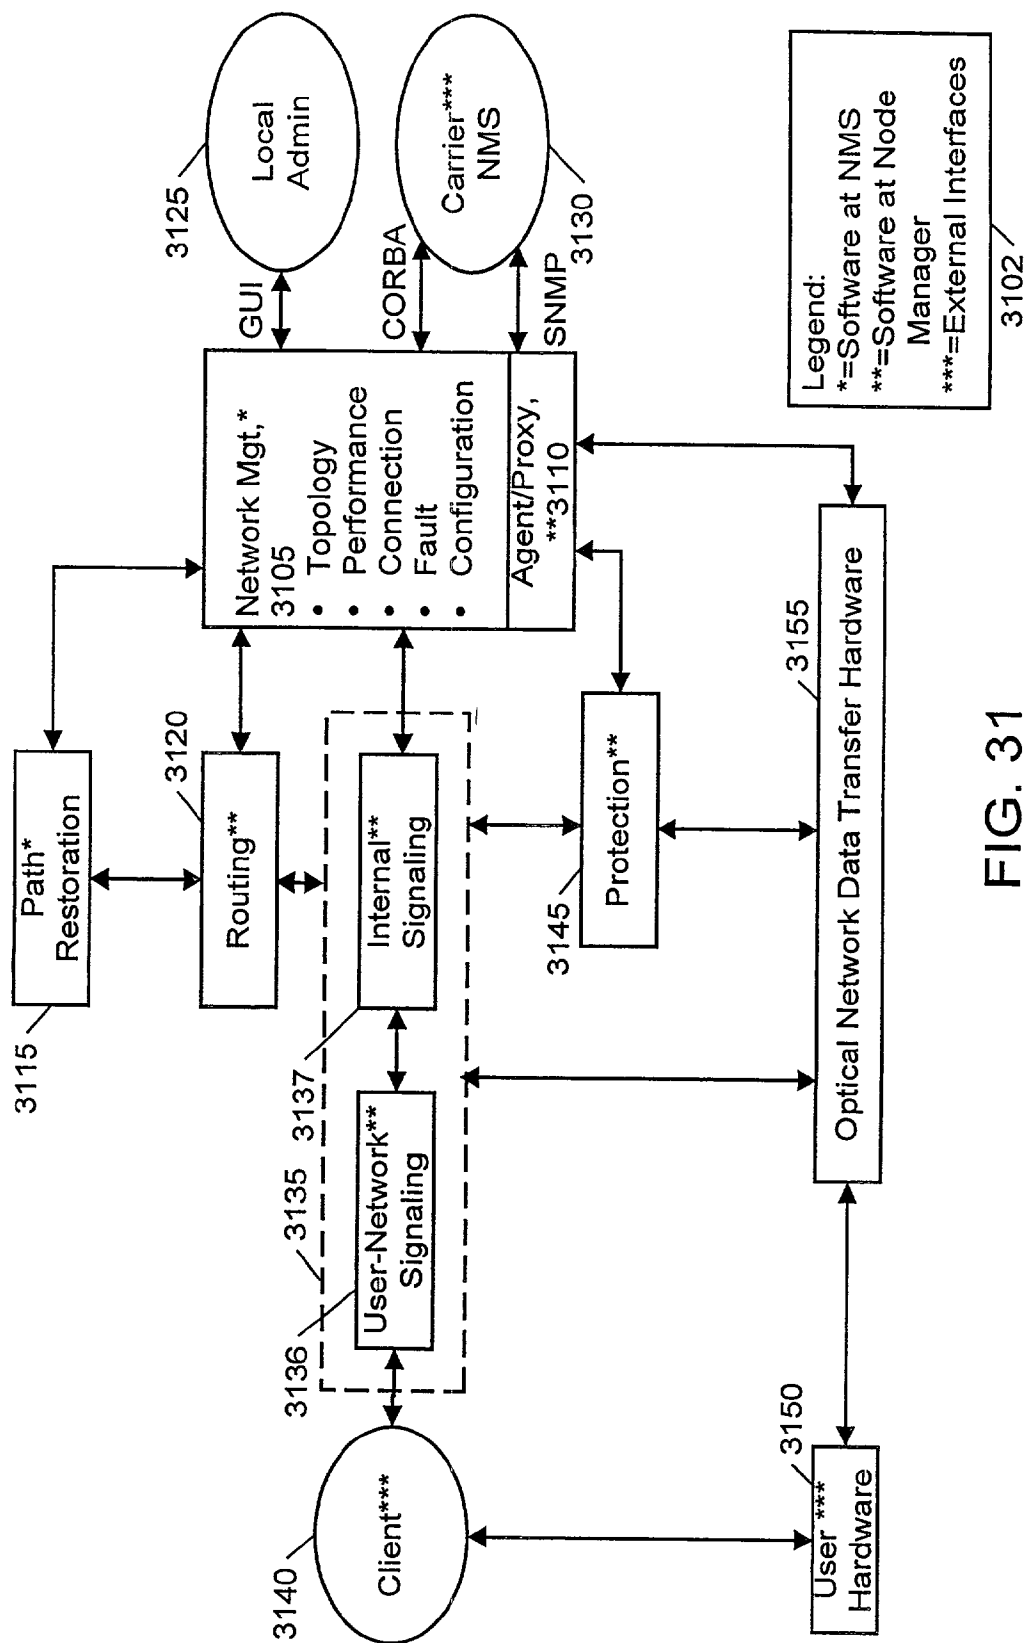 3115
Path*
Restoration
3120
Routing**
3135
3136
3137
User-Network**
Signaling
Internal**
Signaling
3140
Client***
Network Mgt,*
3105
• Topology
• Performance
• Connection
• Fault
• Configuration
Agent/Proxy,
**3110
GUI
CORBA
SNMP
3125
Local
Admin
Carrier***
NMS
3130
3145
Protection**
3150
User ***
Hardware
3155
Optical Network Data Transfer Hardware
Legend:
*=Software at NMS
**=Software at Node
Manager
***=External Interfaces
3102
FIG. 31